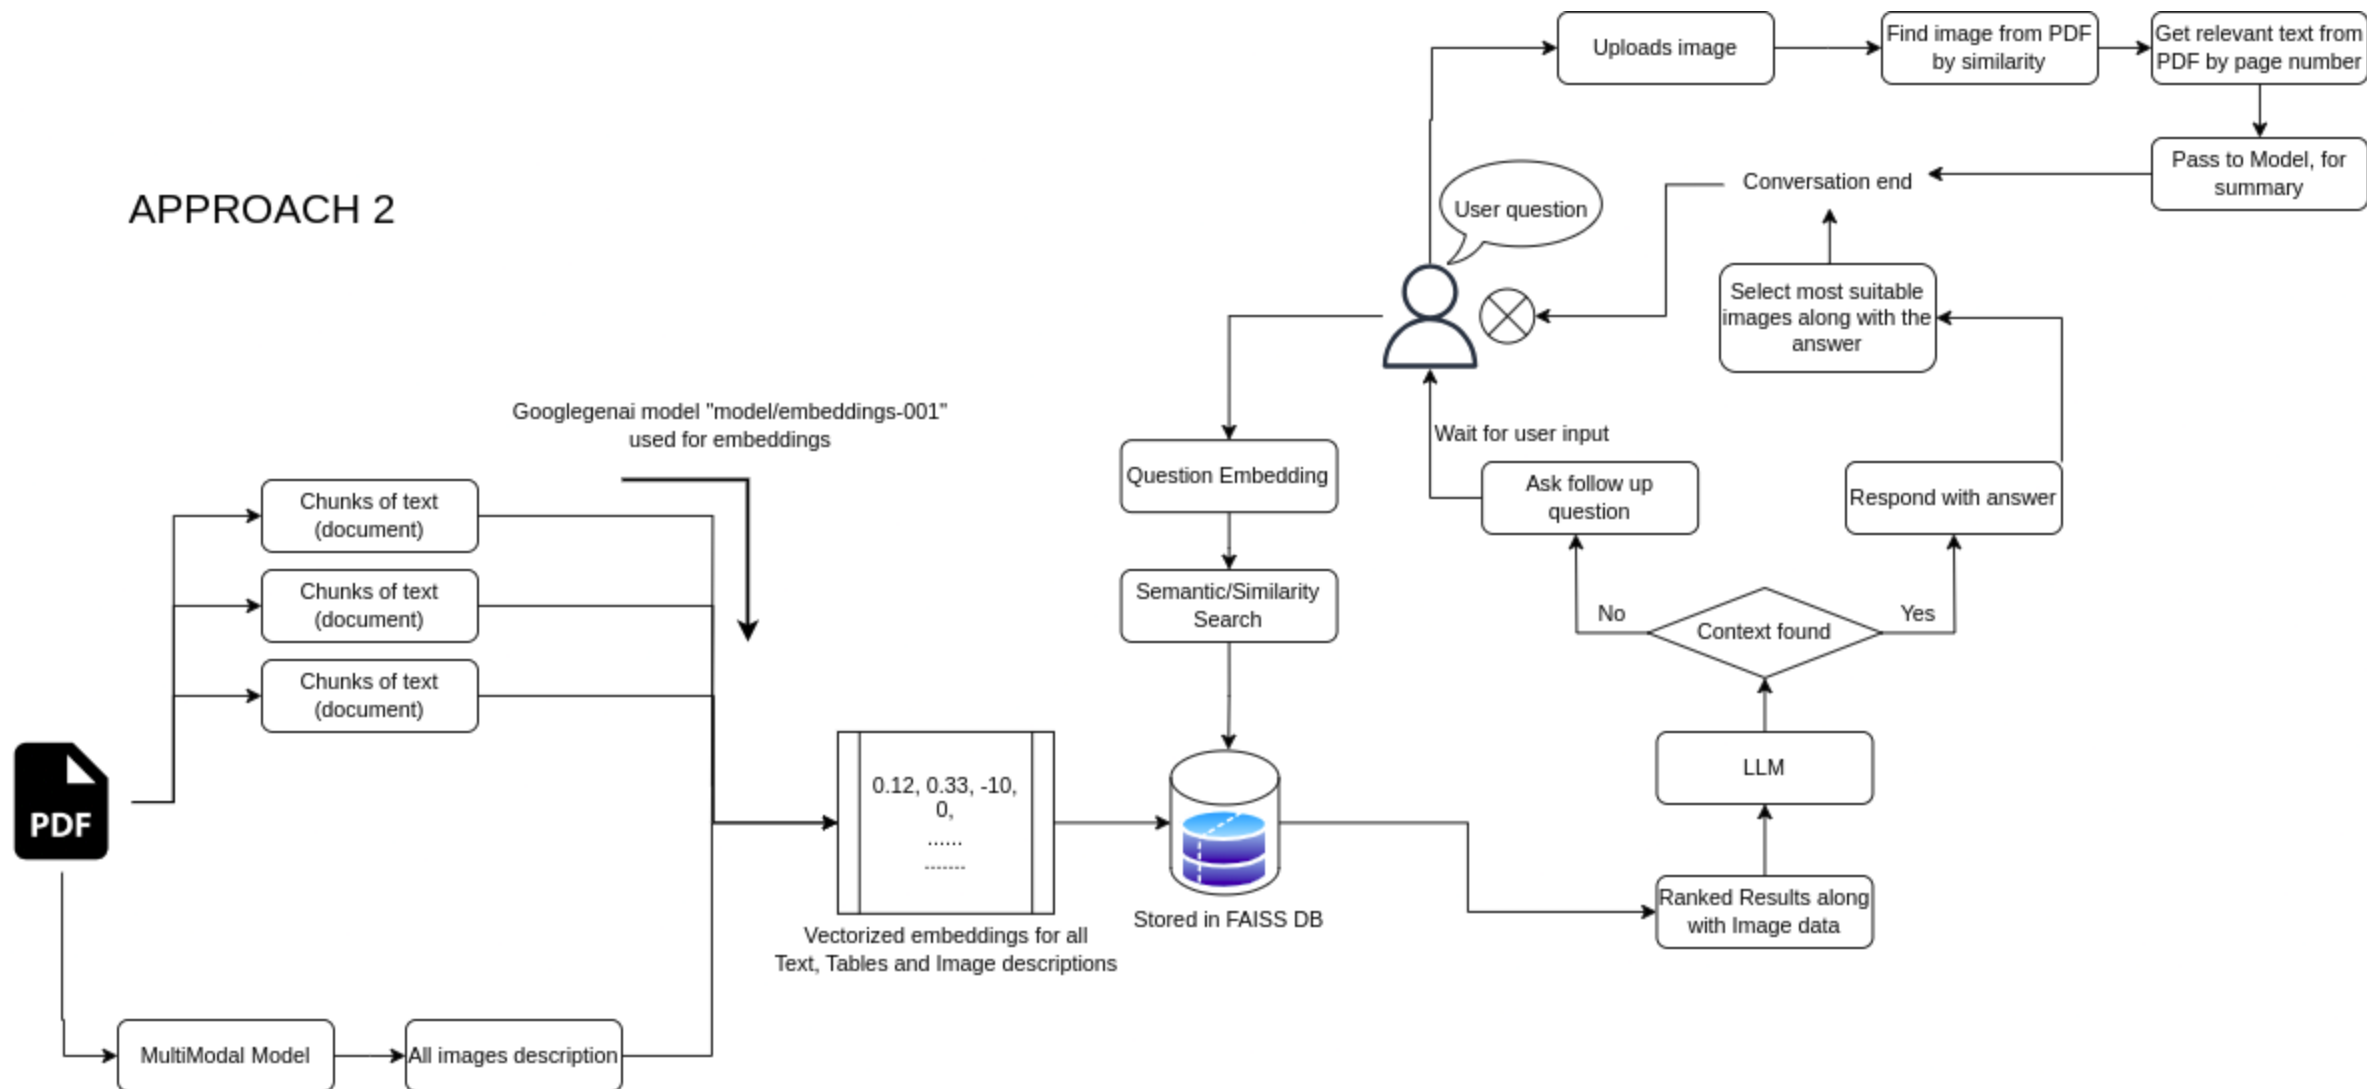 Uploads image
Find image from PDF
by similarity
Get relevant text from
PDF by page number
Pass to Model, for
summary
Conversation end
User question
APPROACH 2
Select most suitable
images along with the
answer
Googlegenai model "model/embeddings-001"
used for embeddings
Wait for user input
Question Embedding
Ask follow up
question
Respond with answer
Chunks of text
(document)
Chunks of text
(document)
Chunks of text
(document)
Semantic/Similarity
Search
No
Yes
Context found
LLM
PDF
0.12, 0.33, -10,
0,
......
-------
Vectorized embeddings for all
Text, Tables and Image descriptions
Stored in FAISS DB
Ranked Results along
with Image data
MultiModal Model
All images description